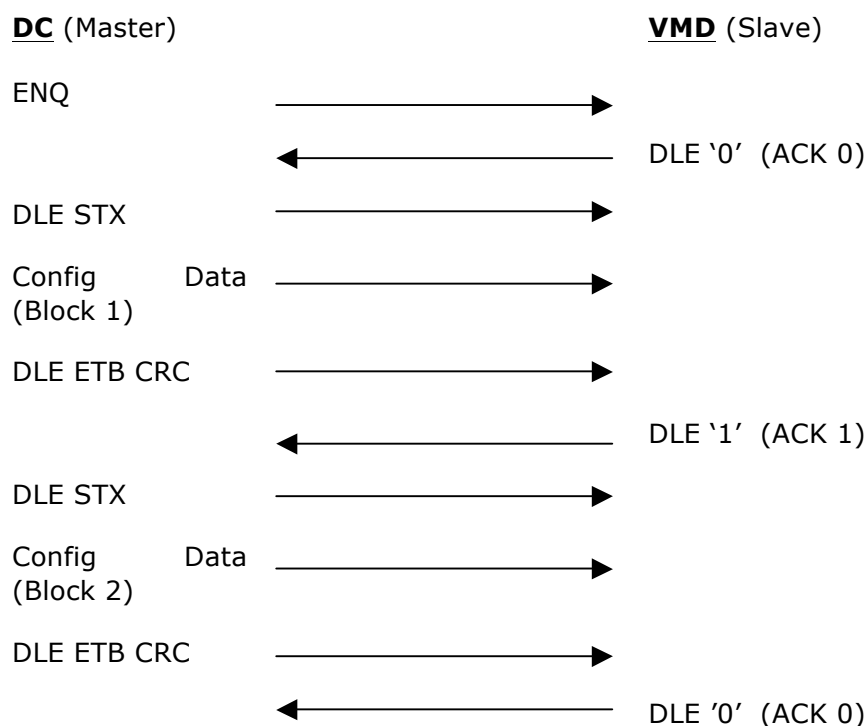 DC (Master) VMD (Slave)
ENQ
DLE ‘0’ (ACK 0)
DLE STX
Config Data
(Block 1)
DLE ETB CRC
DLE ‘1’ (ACK 1)
DLE STX
Config Data
(Block 2)
DLE ETB CRC
DLE ’0’ (ACK 0)